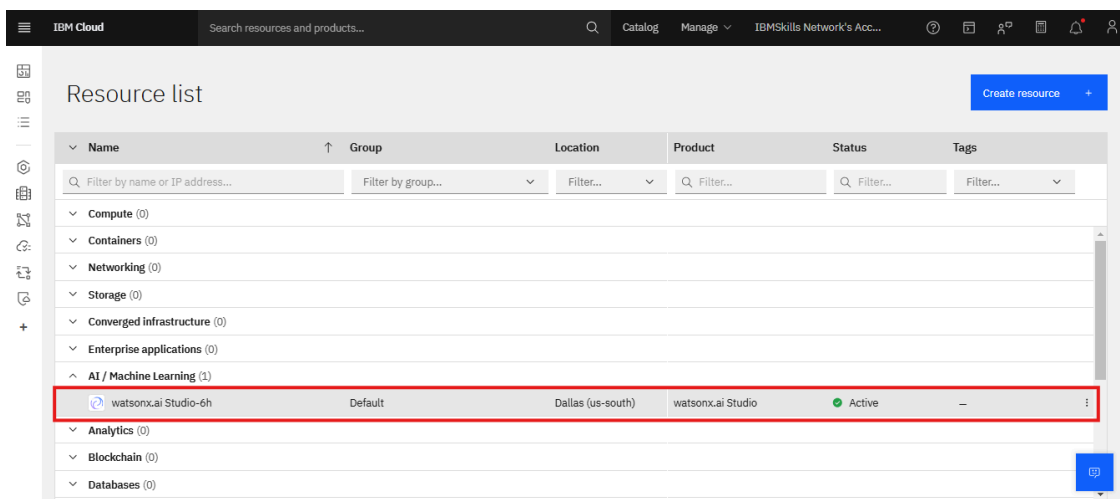 IBM Cloud Search resources and products... Catalog Manage IBMSkills Network's Acc...
Resource list
Create resource +
Name Group Location Product Status Tags
Filter by name or IP address... Filter by group... Filter... Filter... Filter... Filter...
Compute (0)
Containers (0)
Networking (0)
Storage (0)
Converged infrastructure (0)
Enterprise applications (0)
AI / Machine Learning (1)
watsonx.ai Studio-6h Default Dallas (us-south) watsonx.ai Studio Active –
Analytics (0)
Blockchain (0)
Databases (0)